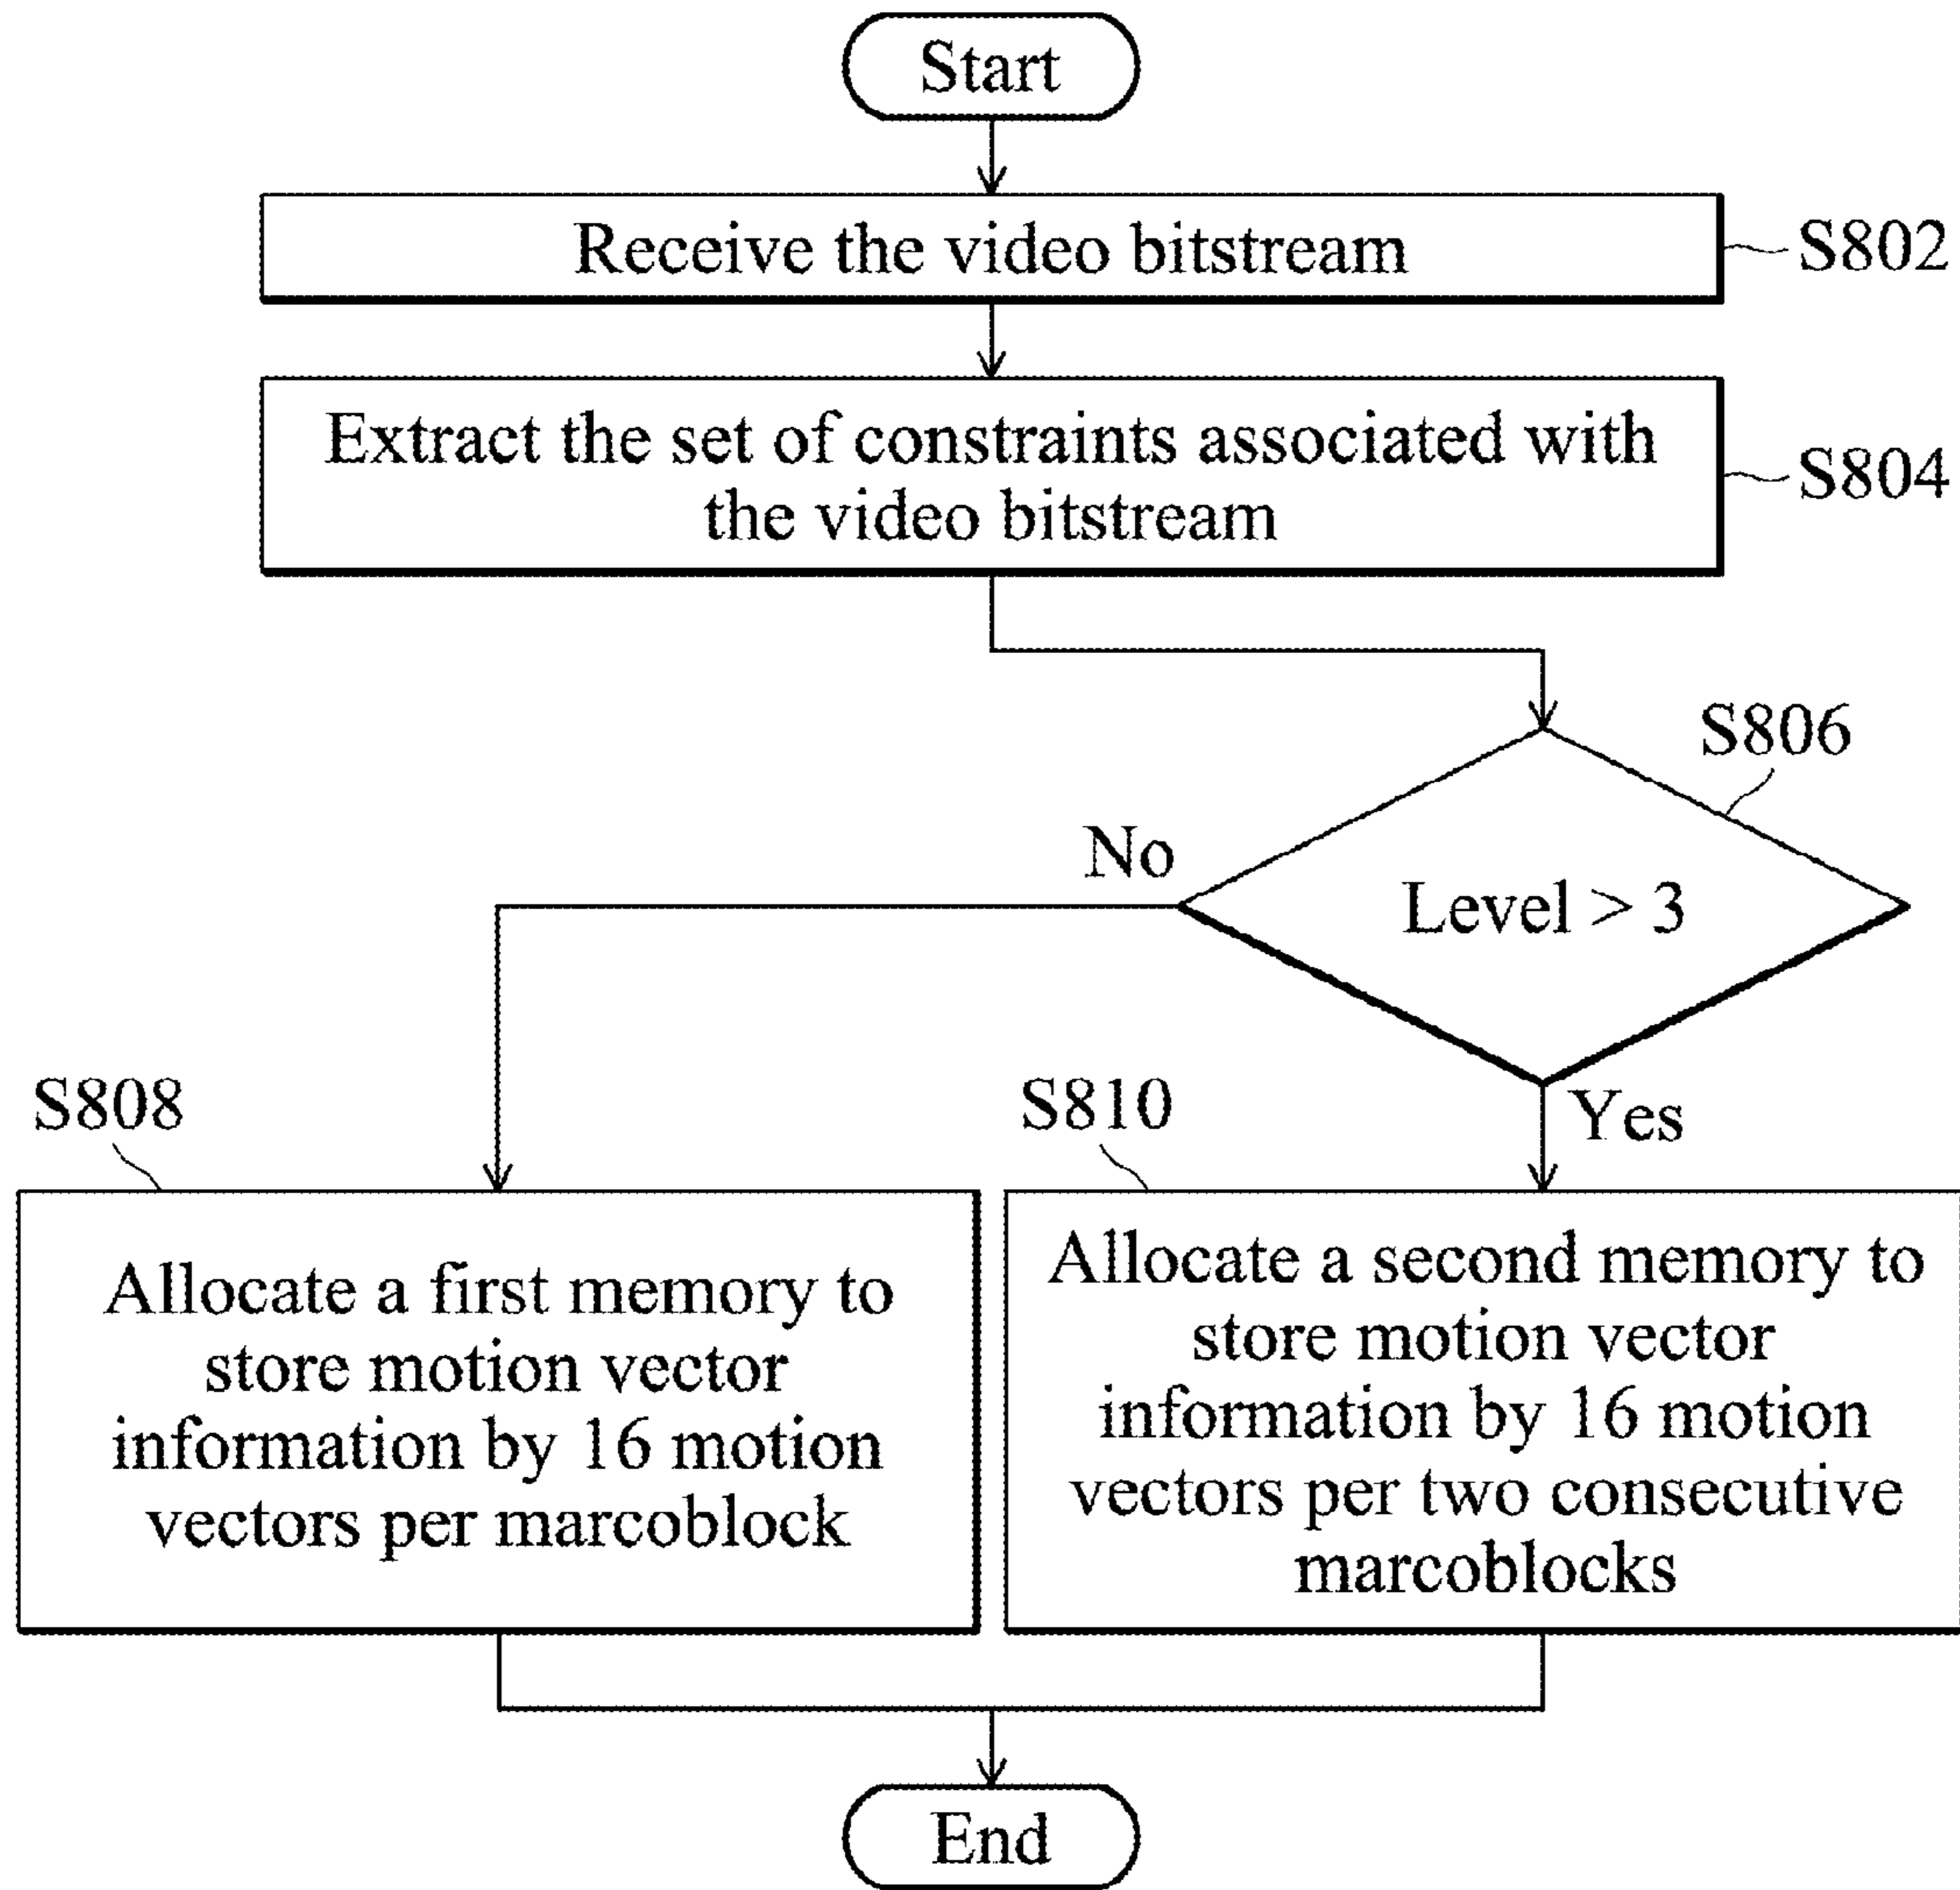 Start
Receive the video bitstream
S802
Extract the set of constraints associated with
the video bitstream
S804
S806
Level > 3
No
Yes
S808
Allocate a first memory to
store motion vector
information by 16 motion
vectors per marcoblock
S810
Allocate a second memory to
store motion vector
information by 16 motion
vectors per two consecutive
marcoblocks
End